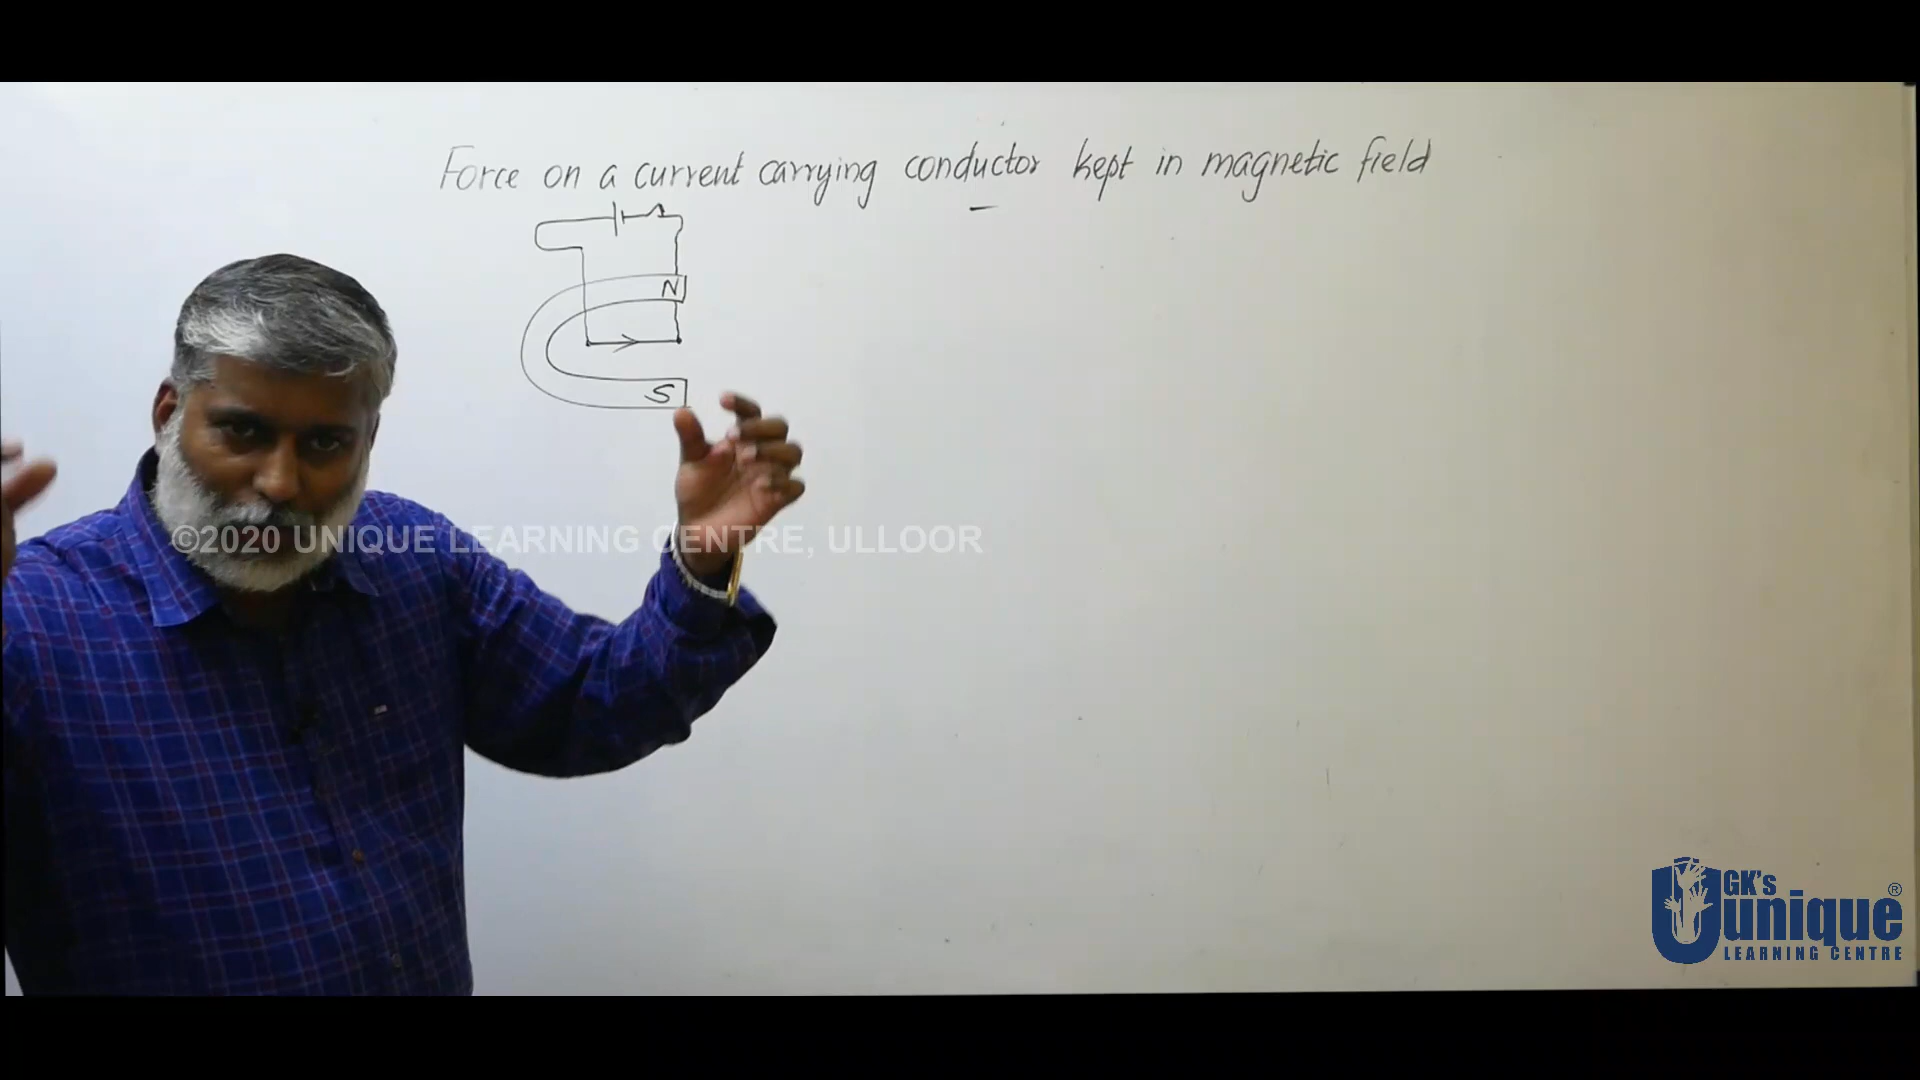 Force on a current carrying conductor kept in magnetic field
N
S
©2020 UNIQUE LEARNING CENTRE, ULLOOR
GK's
unique®
LEARNING CENTRE